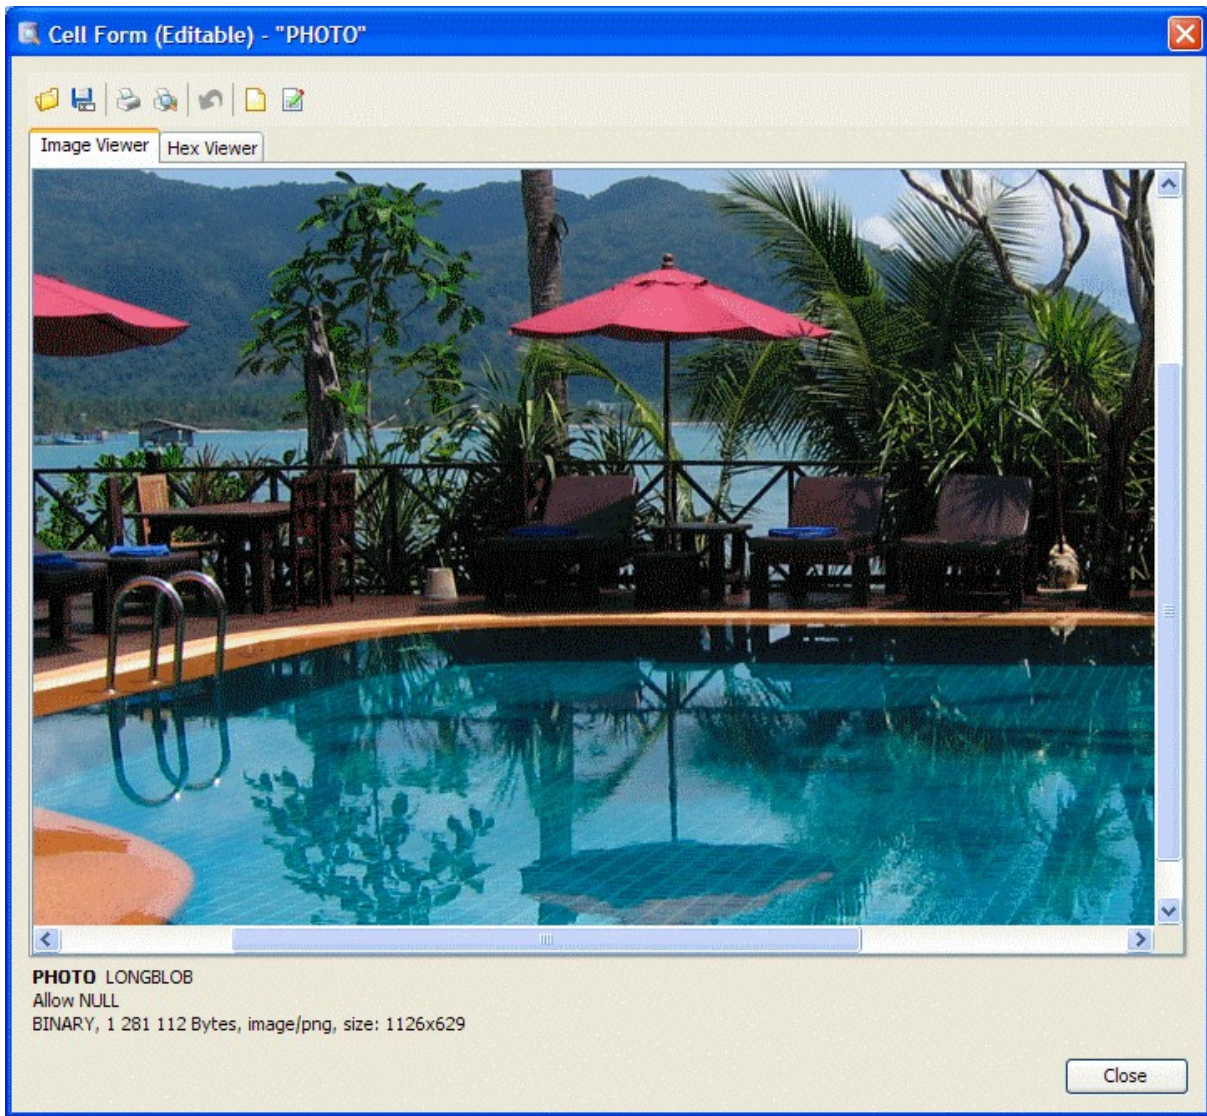 Cell Form (Editable) - "PHOTO"
Image Viewer
Hex Viewer
PHOTO LONGBLOB
Allow NULL
BINARY, 1 281 112 Bytes, image/png, size: 1126x629
Close